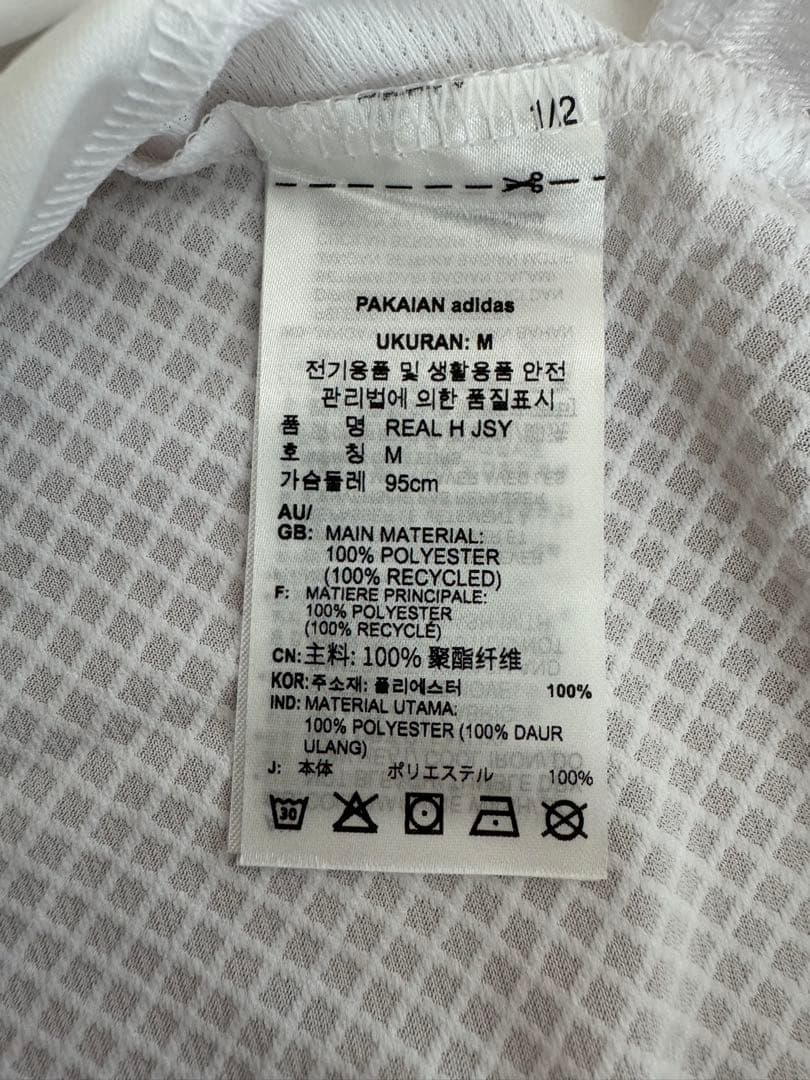 1/2
PAKAIAN adidas
UKURAN: M
전기용품 및 생활용품 안전
관리법에 의한 품질표시
품 명 REAL H JSY
호 칭 M
가슴둘레 95cm
AU/
GB: MAIN MATERIAL:
100% POLYESTER
(100% RECYCLED)
F: MATIERE PRINCIPALE:
100% POLYESTER
(100% RECYCLÉ)
CN: 主料: 100% 聚酯纤维
KOR: 주소재: 폴리에스터 100%
IND: MATERIAL UTAMA:
100% POLYESTER (100% DAUR
ULANG)
J: 本体 ポリエステル 100%
30